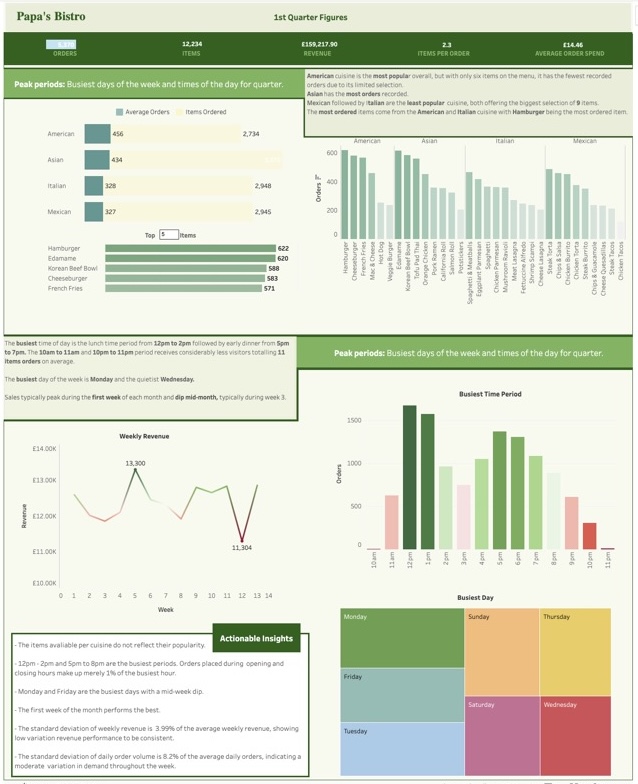 Papa's Bistro
1st Quarter Figures
12,234
£159,217.90
2.3
£14.46
ORDERS
ITEMS
REVENUE
ITEMS PER ORDER
AVERAGE ORDER SPEND
Peak periods: Busiest days of the week and times of the day for quarter.
American cuisine is the most popular overall, but with only six items on the menu, it has the fewest recorded
orders due to its limited selection.
Asian has the most orders recorded.
Mexican followed by Italian are the least popular cuisine, both offering the biggest selection of 9 items.
The most ordered items come from the American and Italian cuisine with Hamburger being the most ordered item.
Average Orders
Items Ordered
American
456
2,734
Asian
434
Italian
328
2,948
Mexican
327
2,945
Top 5 Items
Hamburger
622
Edamame
620
Korean Beef Bowl
588
Cheeseburger
583
French Fries
571
American
Asian
Italian
Mexican
Orders
600
400
200
0
Hamburger
Cheeseburger
French Fries
Mac & Cheese
Hot Dog
Veggie Burger
Edamame
Korean Beef Bowl
Tofu Pad Thai
Orange Chicken
Pork Ramen
California Roll
Salmon Roll
Potstickers
Spaghetti & Meatballs
Eggplant Parmesan
Spaghetti
Chicken Parmesan
Mushroom Ravioli
Meat Lasagna
Fettuccine Alfredo
Shrimp Scampi
Cheese Lasagna
Steak Torta
Chips & Salsa
Chicken Burrito
Chicken Torta
Steak Burrito
Chips & Guacamole
Cheese Quesadillas
Steak Tacos
Chicken Tacos
The busiest time of day is the lunch time period from 12pm to 2pm followed by early dinner from 5pm
to 7pm. The 10am to 11am and 10pm to 11pm period receives considerably less visitors totalling 11
items orders on average.
The busiest day of the week is Monday and the quietist Wednesday.
Sales typically peak during the first week of each month and dip mid-month, typically during week 3.
Peak periods: Busiest days of the week and times of the day for quarter.
Weekly Revenue
£14.00K
£13.00K
£12.00K
£11.00K
£10.00K
Revenue
13,300
11,304
0 1 2 3 4 5 6 7 8 9 10 11 12 13 14
Week
Busiest Time Period
Orders
1500
1000
500
0
10am
11am
12pm
1pm
2pm
3pm
4pm
5pm
6pm
7pm
8pm
9pm
10pm
11pm
Actionable Insights
- The items avaliable per cuisine do not reflect their popularity.
- 12pm - 2pm and 5pm to 8pm are the busiest periods. Orders placed during opening and
closing hours make up merely 1% of the busiest hour.
- Monday and Friday are the busiest days with a mid-week dip.
- The first week of the month performs the best.
- The standard deviation of weekly revenue is 3.99% of the average weekly revenue, showing
low variation revenue performance to be consistent.
- The standard deviation of daily order volume is 8.2% of the average daily orders, indicating a
moderate variation in demand throughout the week.
Busiest Day
Monday
Sunday
Thursday
Friday
Saturday
Wednesday
Tuesday